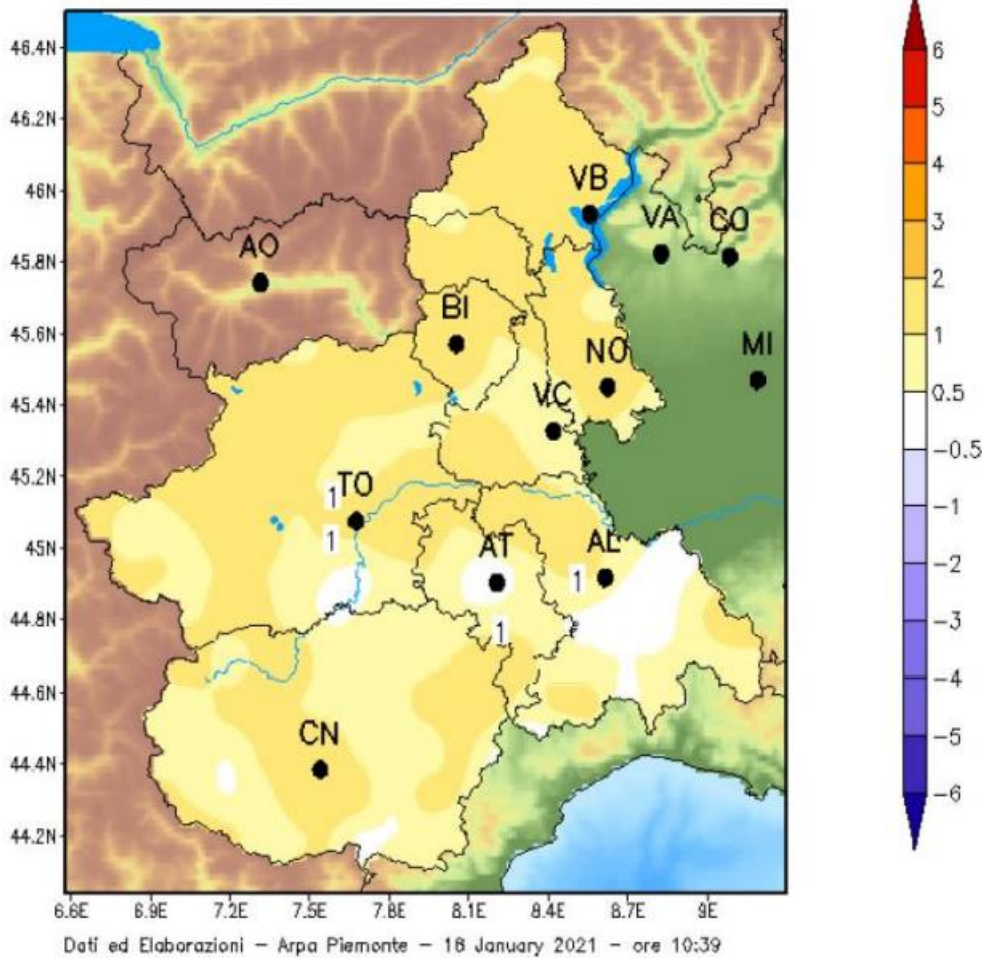 46.4N
46.2N
46N
45.8N
45.6N
45.4N
45.2N
45N
44.8N
44.6N
44.4N
44.2N
VB
VA CO
AO
BI
NO
MI
VC
1 TO
1
AT
AL
1
1
CN
6.6E 6.9E 7.2E 7.5E 7.8E 8.1E 8.4E 8.7E 9E
6
5
4
3
2
1
0.5
-0.5
-1
-2
-3
-4
-5
-6
Dati ed Elaborazioni - Arpa Piemonte - 16 January 2021 - ore 10:39